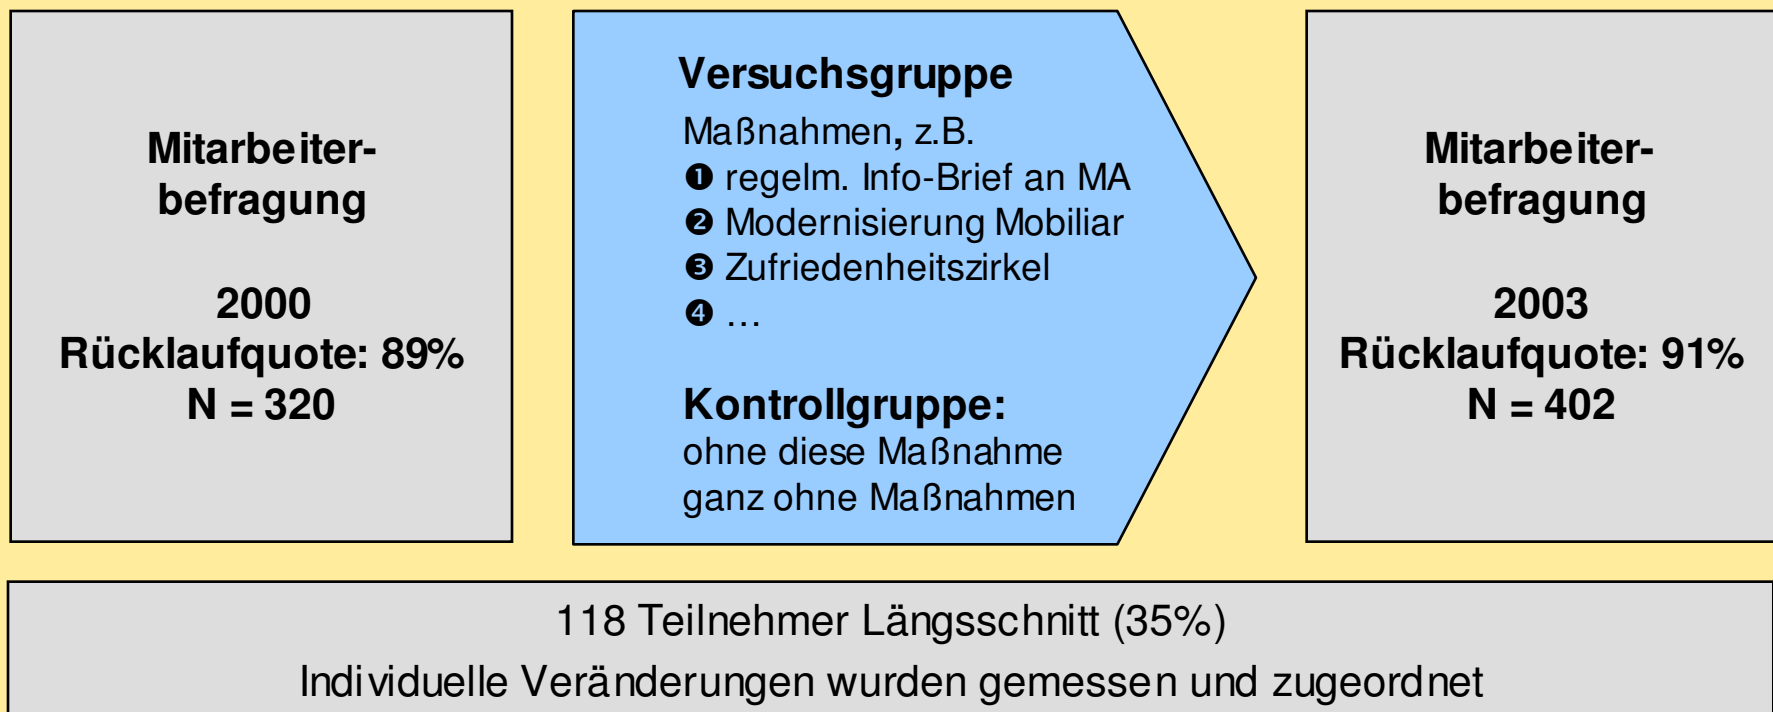 Mitarbeiter-
befragung
2000
Rücklaufquote: 89%
N = 320
Versuchsgruppe
Maßnahmen, z.B.
❶ regelm. Info-Brief an MA
❷ Modernisierung Mobiliar
❸ Zufriedenheitszirkel
❹ …
Kontrollgruppe:
ohne diese Maßnahme
ganz ohne Maßnahmen
Mitarbeiter-
befragung
2003
Rücklaufquote: 91%
N = 402
118 Teilnehmer Längsschnitt (35%)
Individuelle Veränderungen wurden gemessen und zugeordnet